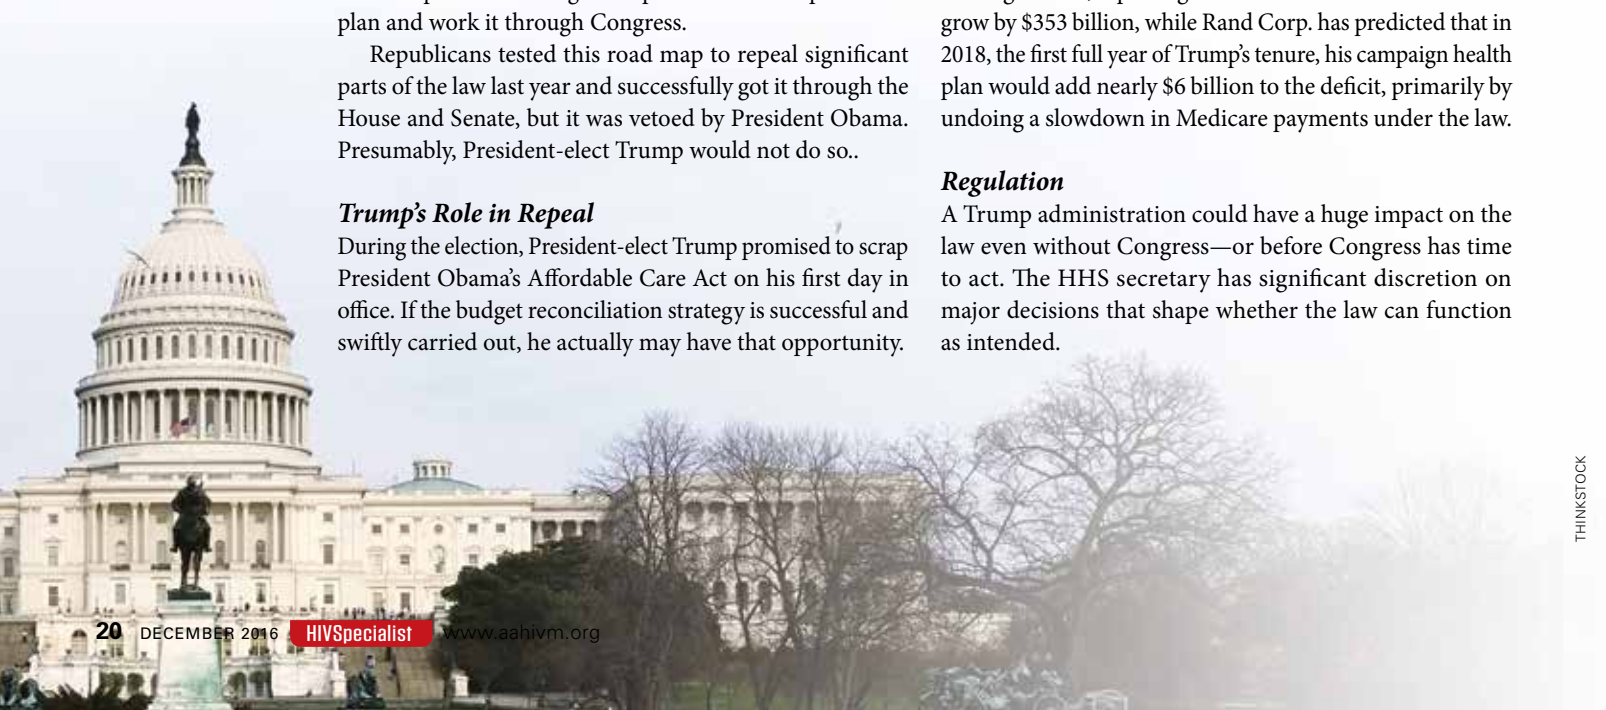 plan and work it through Congress.
Republicans tested this road map to repeal significant
parts of the law last year and successfully got it through the
House and Senate, but it was vetoed by President Obama.
Presumably, President-elect Trump would not do so..
Trump's Role in Repeal
During the election, President-elect Trump promised to scrap
President Obama's Affordable Care Act on his first day in
office. If the budget reconciliation strategy is successful and
swiftly carried out, he actually may have that opportunity.
grow by $353 billion, while Rand Corp. has predicted that in
2018, the first full year of Trump's tenure, his campaign health
plan would add nearly $6 billion to the deficit, primarily by
undoing a slowdown in Medicare payments under the law.
Regulation
A Trump administration could have a huge impact on the
law even without Congress—or before Congress has time
to act. The HHS secretary has significant discretion on
major decisions that shape whether the law can function
as intended.
THINKSTOCK
20 DECEMBER 2016 HIVSpecialist www.aahivm.org